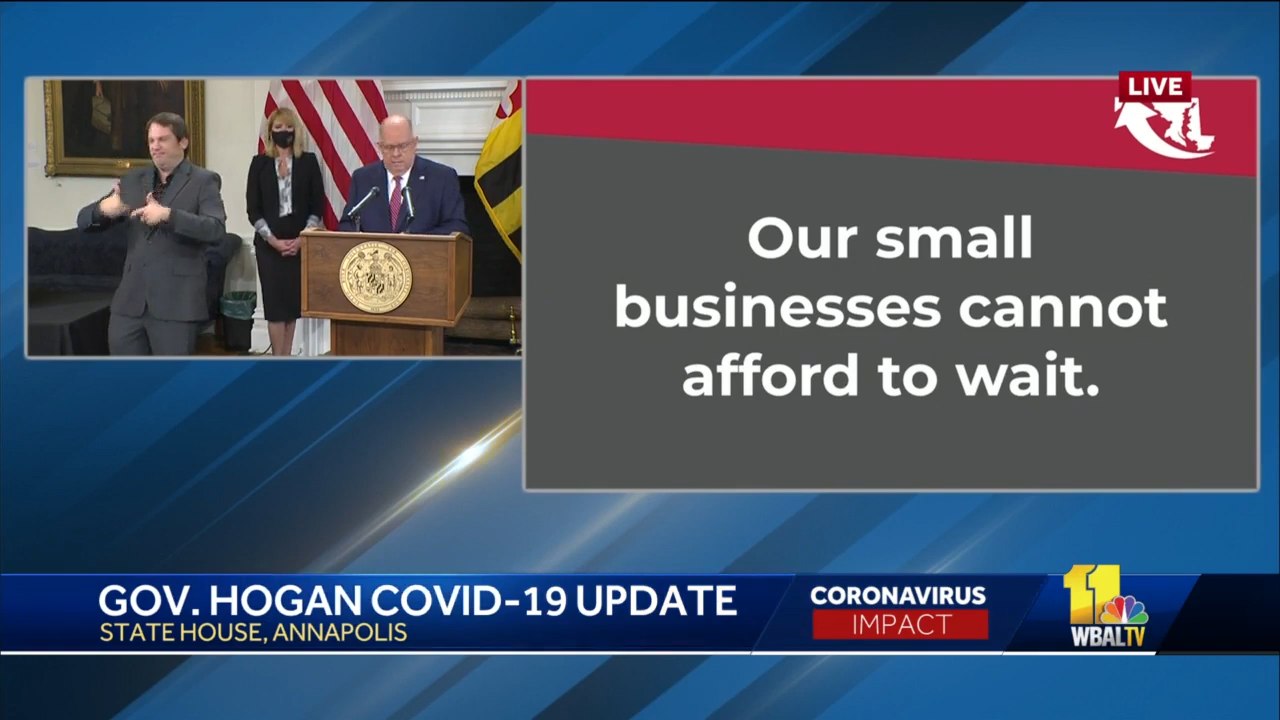 LIVE
Our small
businesses cannot
afford to wait.
GOV. HOGAN COVID-19 UPDATE
STATE HOUSE, ANNAPOLIS
CORONAVIRUS
IMPACT
1
WBALTV